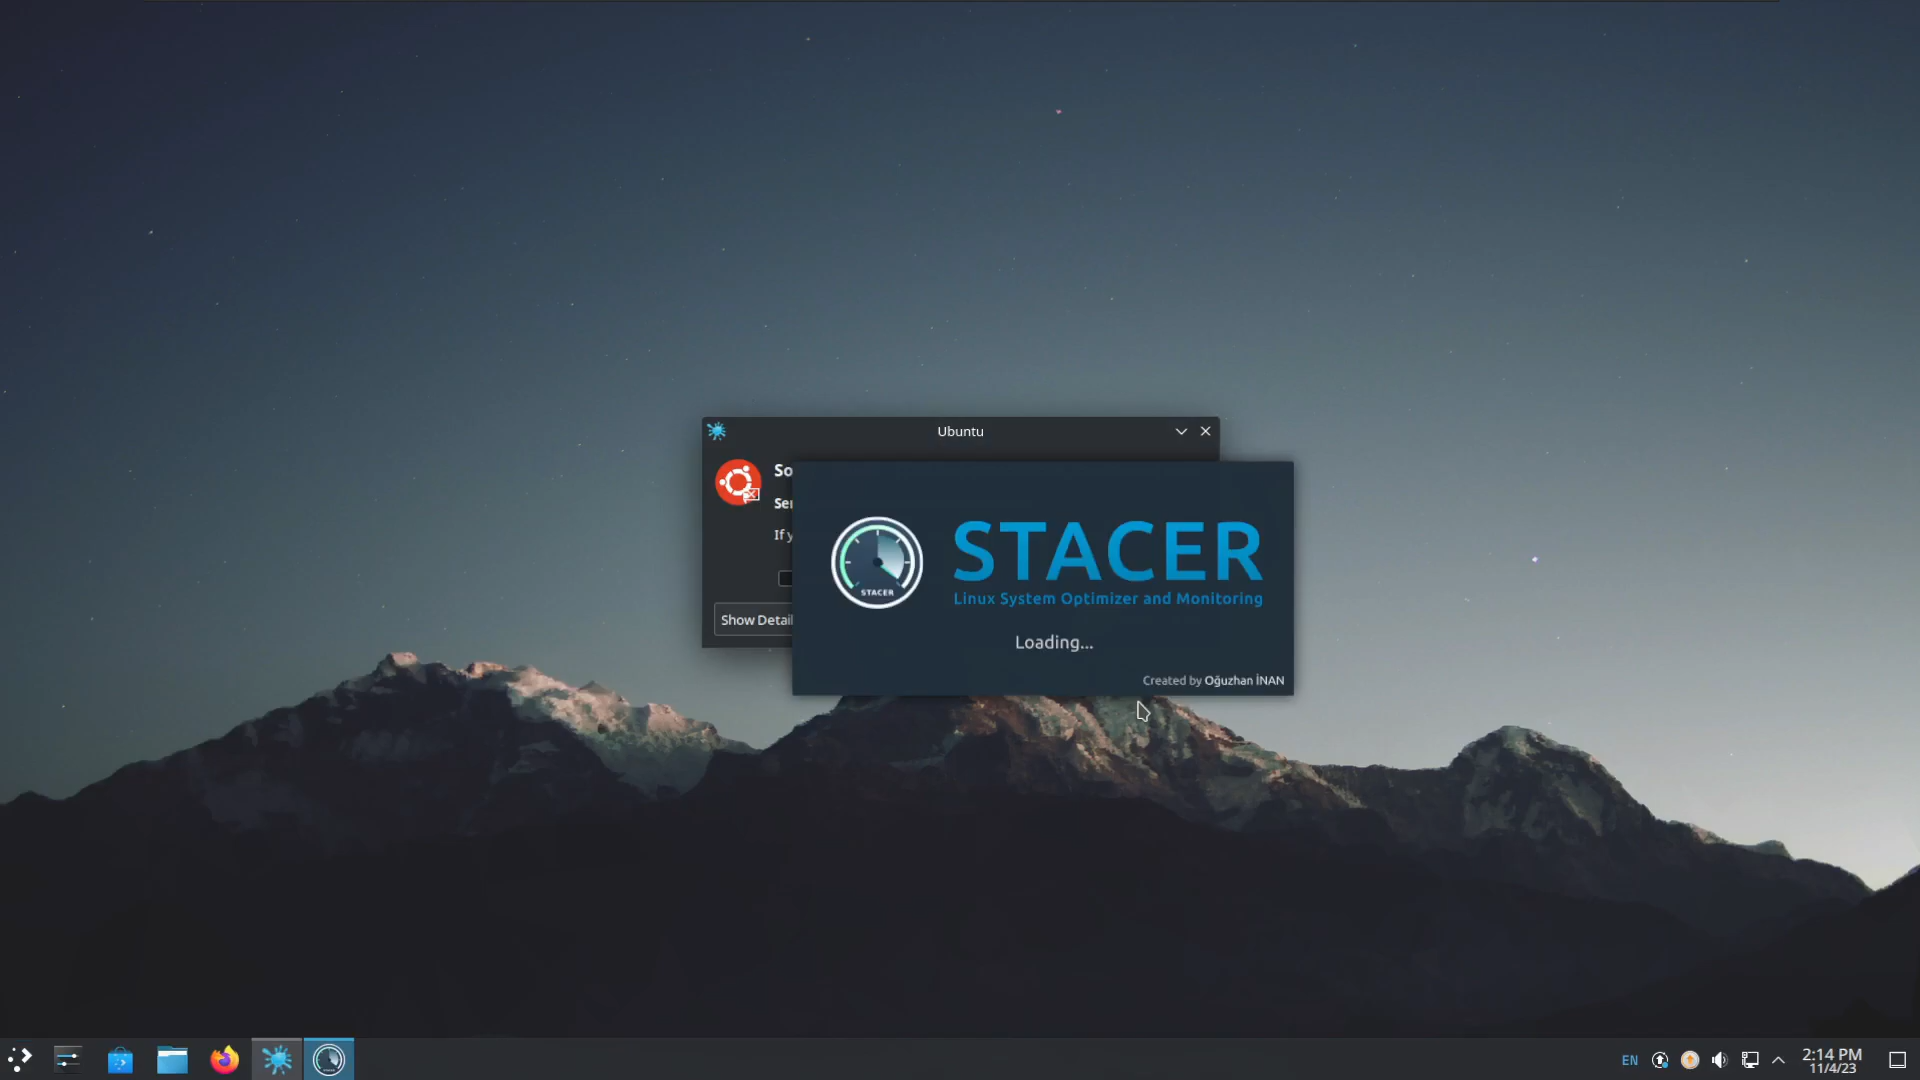 Ubuntu
So
Se
If y
STACER
STACER
Linux System Optimizer and Monitoring
Show Detail
Loading...
Created by Oğuzhan İNAN
EN
2:14 PM
11/4/23